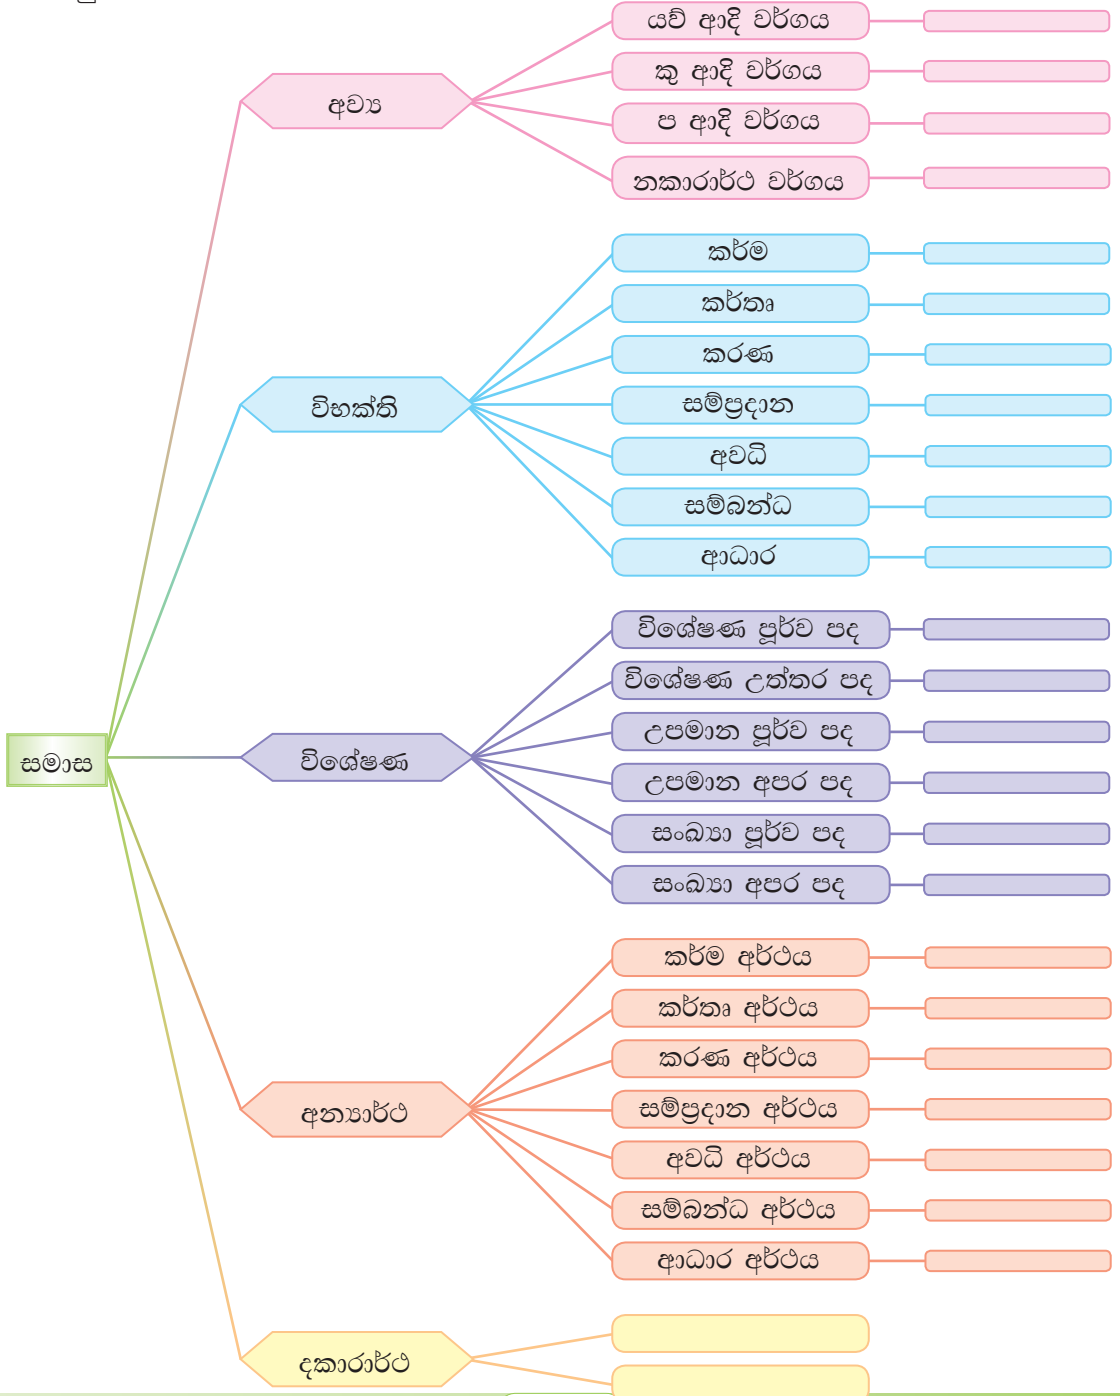 අව්‍යය
යව් ආදි වර්ගය
කු ආදි වර්ගය
ප ආදි වර්ගය
නකාරාර්ථ වර්ගය
විභක්ති
කර්ම
කර්තෘ
කරණ
සම්ප්‍රදාන
අවධි
සම්බන්ධ
ආධාර
සමාස
විශේෂණ
විශේෂණ පූර්ව පද
විශේෂණ උත්තර පද
උපමාන පූර්ව පද
උපමාන අපර පද
සංඛ්‍යා පූර්ව පද
සංඛ්‍යා අපර පද
අන්‍යාර්ථ
කර්ම අර්ථය
කර්තෘ අර්ථය
කරණ අර්ථය
සම්ප්‍රදාන අර්ථය
අවධි අර්ථය
සම්බන්ධ අර්ථය
ආධාර අර්ථය
දකාරාර්ථ